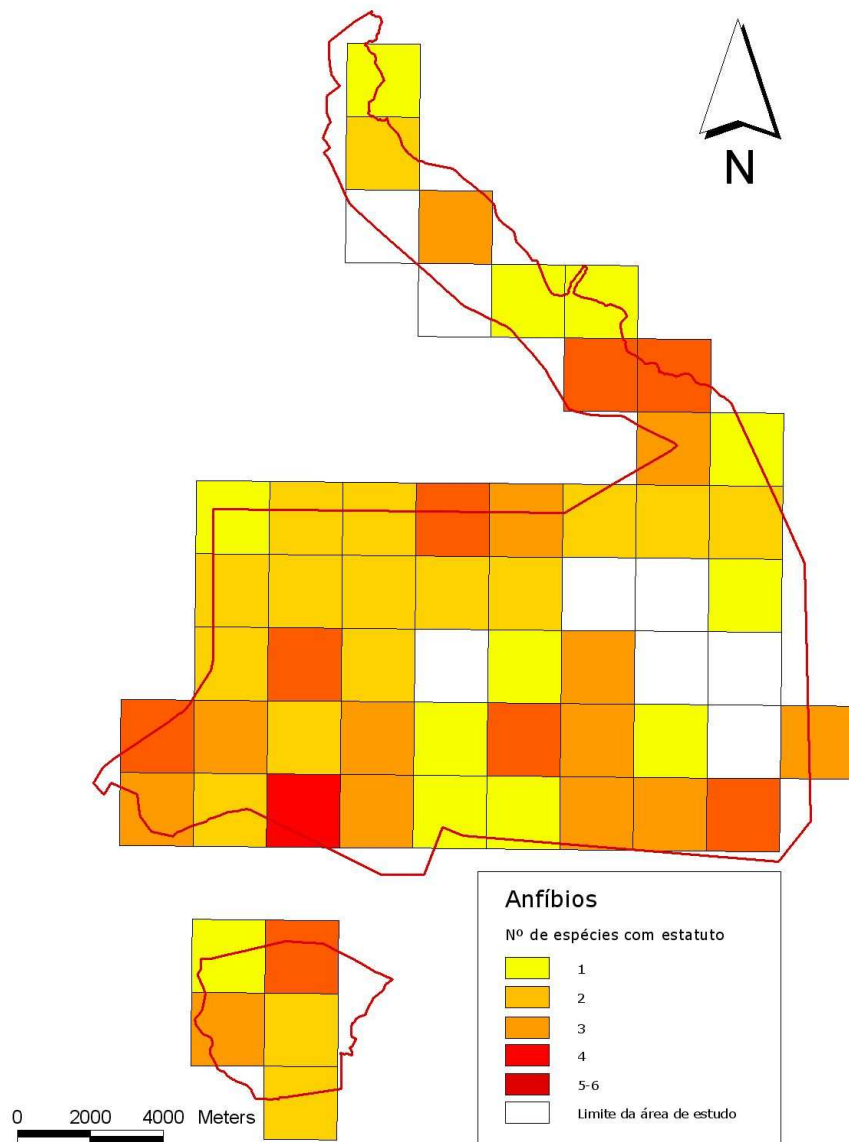 N
Anfíbios
Nº de espécies com estatuto
1
2
3
4
5-6
Limite da área de estudo
0 2000 4000 Meters